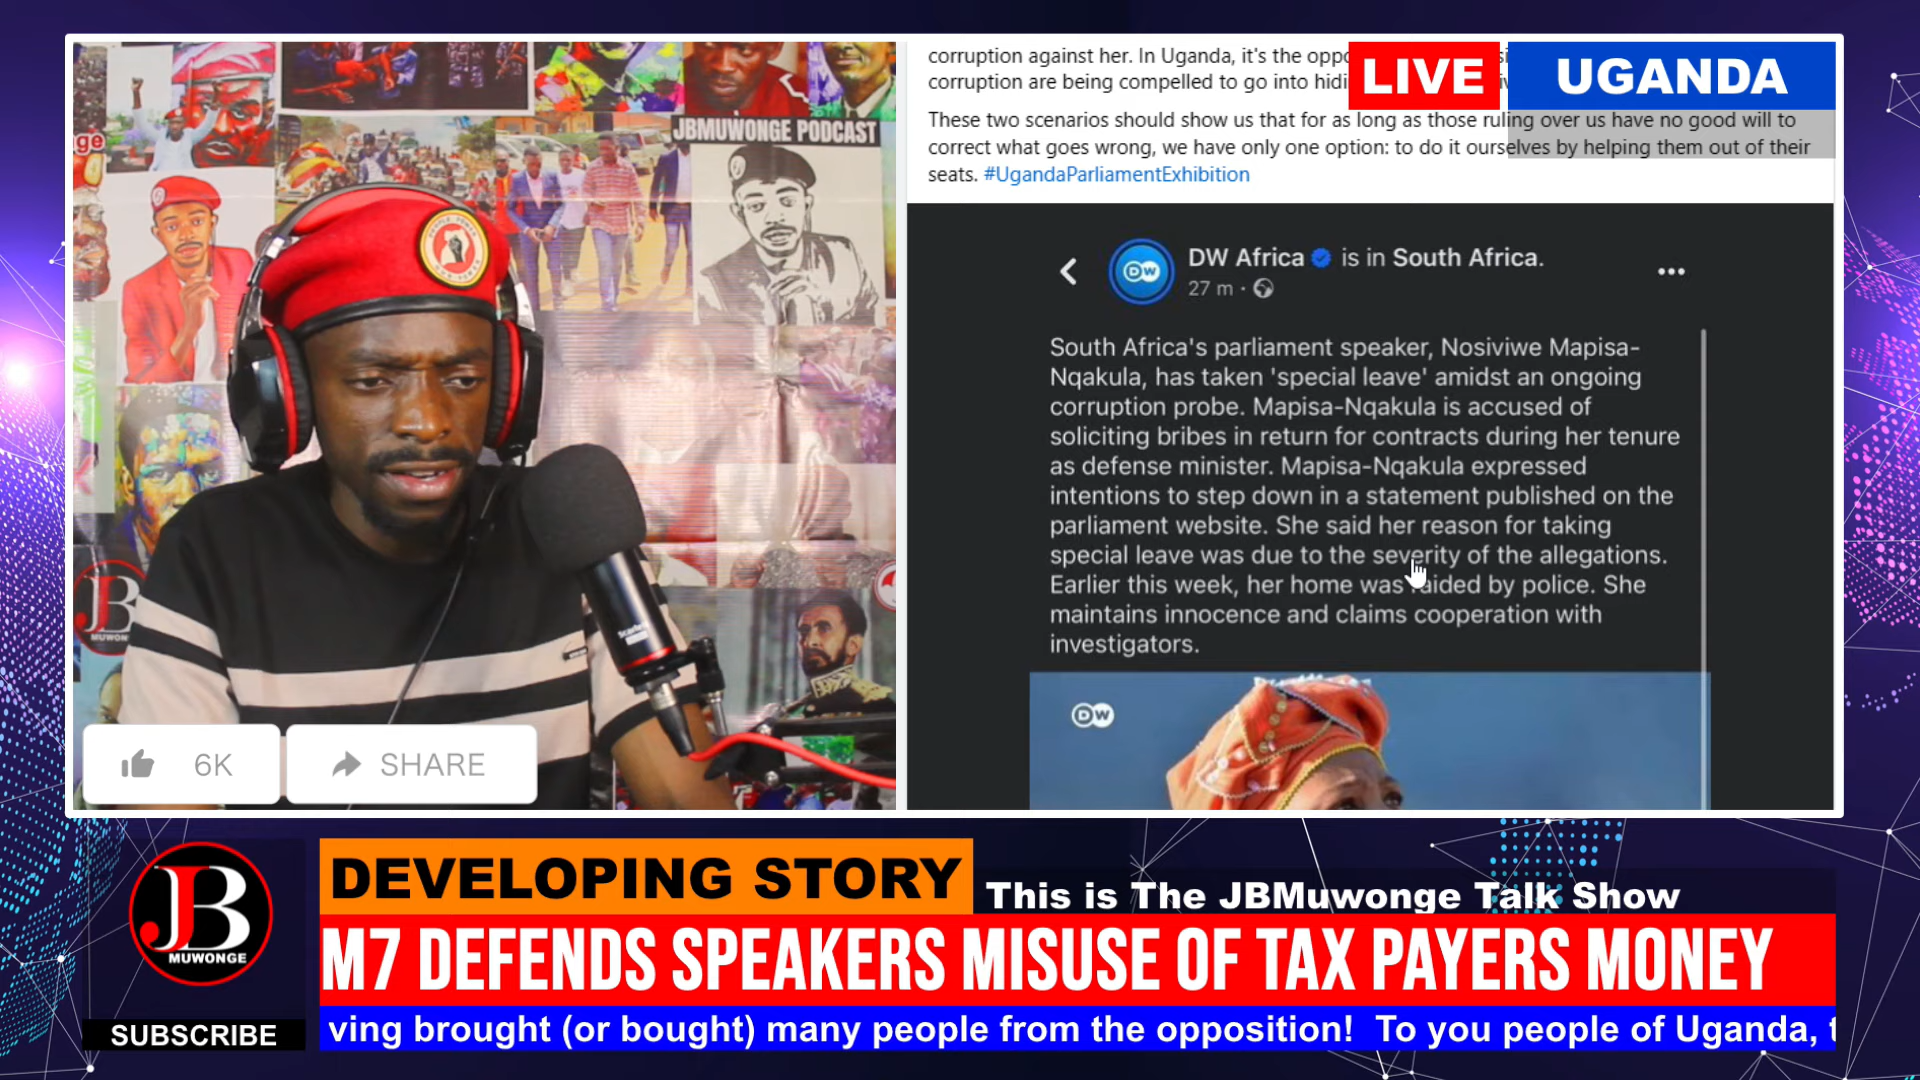 ge
JBMUWONGE PODCAST
corruption against her. In Uganda, it's the
corruption are being compelled to go into
LIVE
UGANDA
These two scenarios should show us that for as long as those ruling over us have no good will to
correct what goes wrong, we have only one option: to do it ourselves by helping them out of their
seats. #UgandaParliamentExhibition
DW
DW Africa is in South Africa.
27 m ·
South Africa's parliament speaker, Nosiviwe Mapisa-
Nqakula, has taken 'special leave' amidst an ongoing
corruption probe. Mapisa-Nqakula is accused of
soliciting bribes in return for contracts during her tenure
as defense minister. Mapisa-Nqakula expressed
intentions to step down in a statement published on the
parliament website. She said her reason for taking
special leave was due to the severity of the allegations.
Earlier this week, her home was raided by police. She
maintains innocence and claims cooperation with
investigators.
DW
JB
MUWON
6K
SHARE
DEVELOPING STORY
This is The JBMuwonge Talk Show
JB
MUWONGE
M7 DEFENDS SPEAKERS MISUSE OF TAX PAYERS MONEY
SUBSCRIBE
ving brought (or bought) many people from the opposition! To you people of Uganda, t